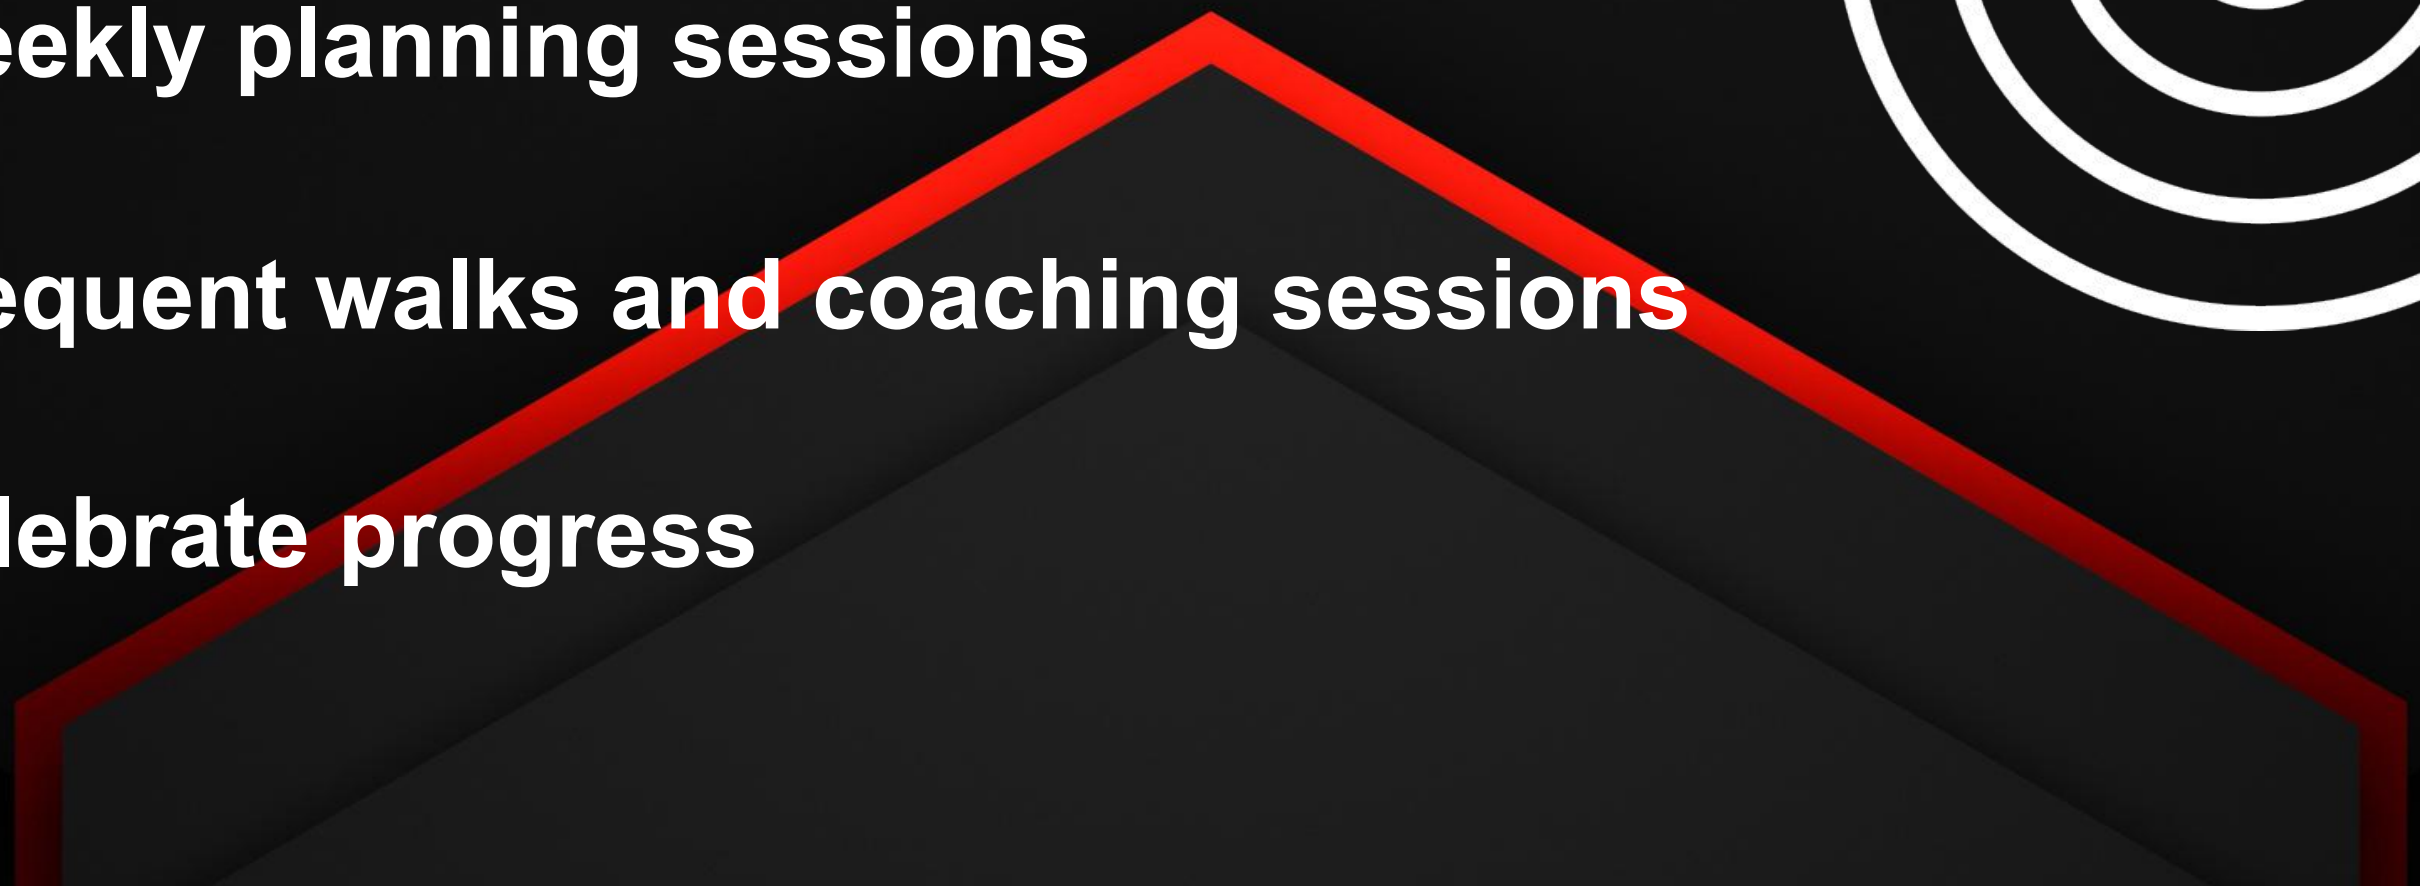 eekly planning sessions
equent walks and coaching sessions
lebrate progress